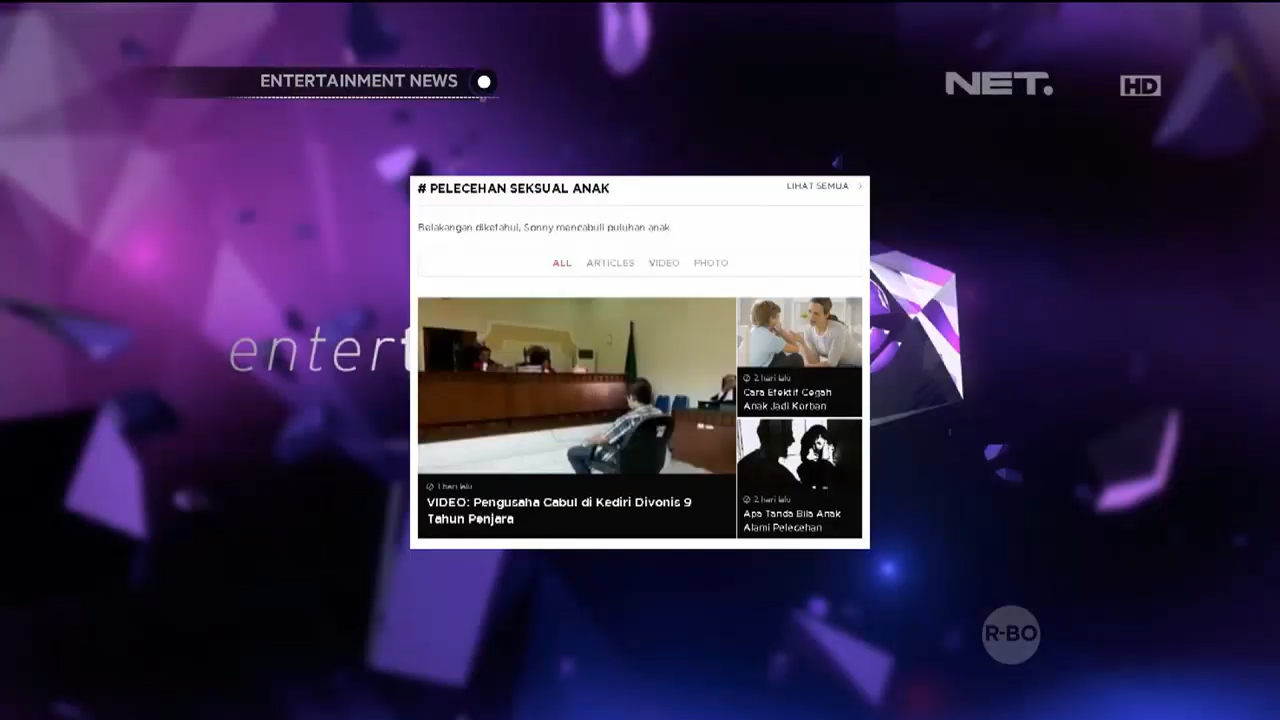 ENTERTAINMENT NEWS
NET.
HD
# PELECEHAN SEKSUAL ANAK
LIHAT SEMUA
Belakangan diketahui, Sonny mencabuli puluhan anak.
ALL ARTICLES VIDEO PHOTO
entert
1 hari lalu
VIDEO: Pengusaha Cabul di Kediri Divonis 9
Tahun Penjara
2 hari lalu
Cara Efektif Cegah
Anak Jadi Korban
2 hari lalu
Apa Tanda Bila Anak
Alami Pelecehan
R-BO